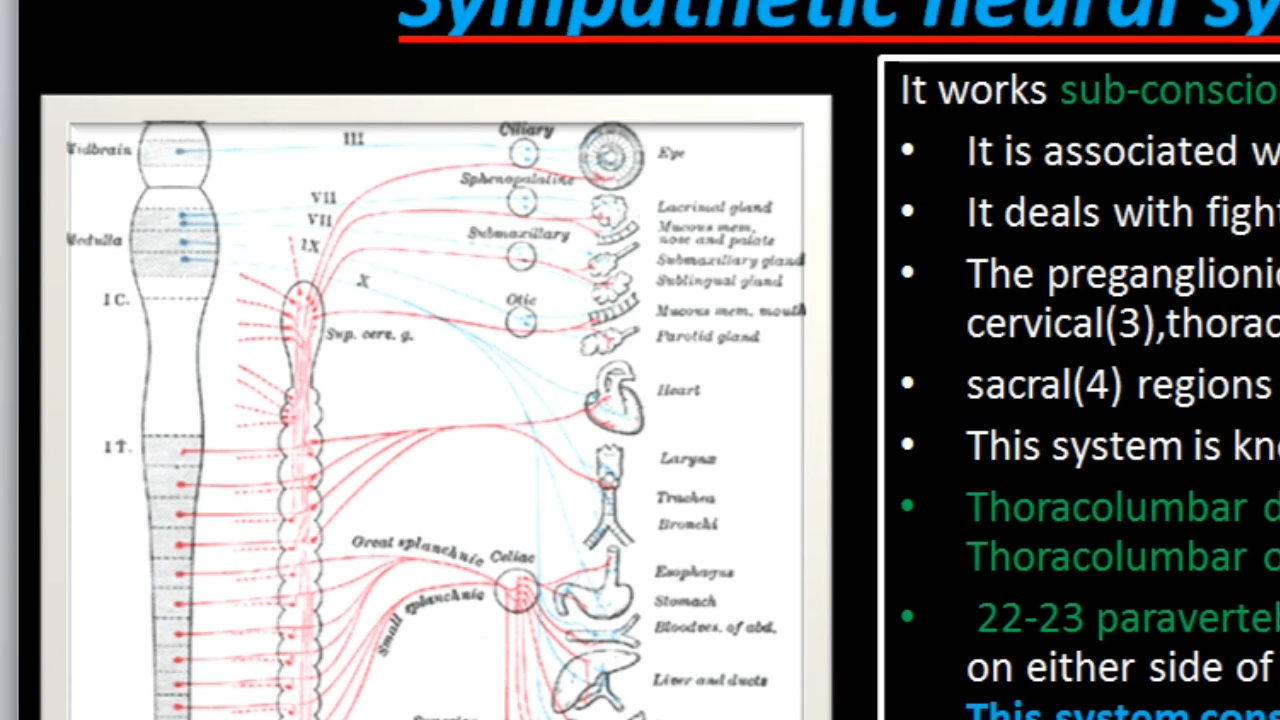 Sympathetic neural sy
It works sub-conscio
• It is associated w
• It deals with fight
• The preganglionic
cervical(3),thorac
• sacral(4) regions
• This system is kno
• Thoracolumbar d
Thoracolumbar o
• 22-23 paraverte
on either side of
This system cons
Midbrain
Medulla
I C.
I T.
III
VII
VII
IX
X
Sup. cerv. g.
Great splanchnic
Small splanchnic
Ciliary
Sphenopalatine
Submaxillary
Otic
Celiac
Superior
Eye
Lacrimal gland
Mucous mem.
nose and palate
Submaxillary gland
Sublingual gland
Mucous mem. mouth
Parotid gland
Heart
Larynx
Trachea
Bronchi
Esophagus
Stomach
Bloodves. of abd.
Liver and ducts